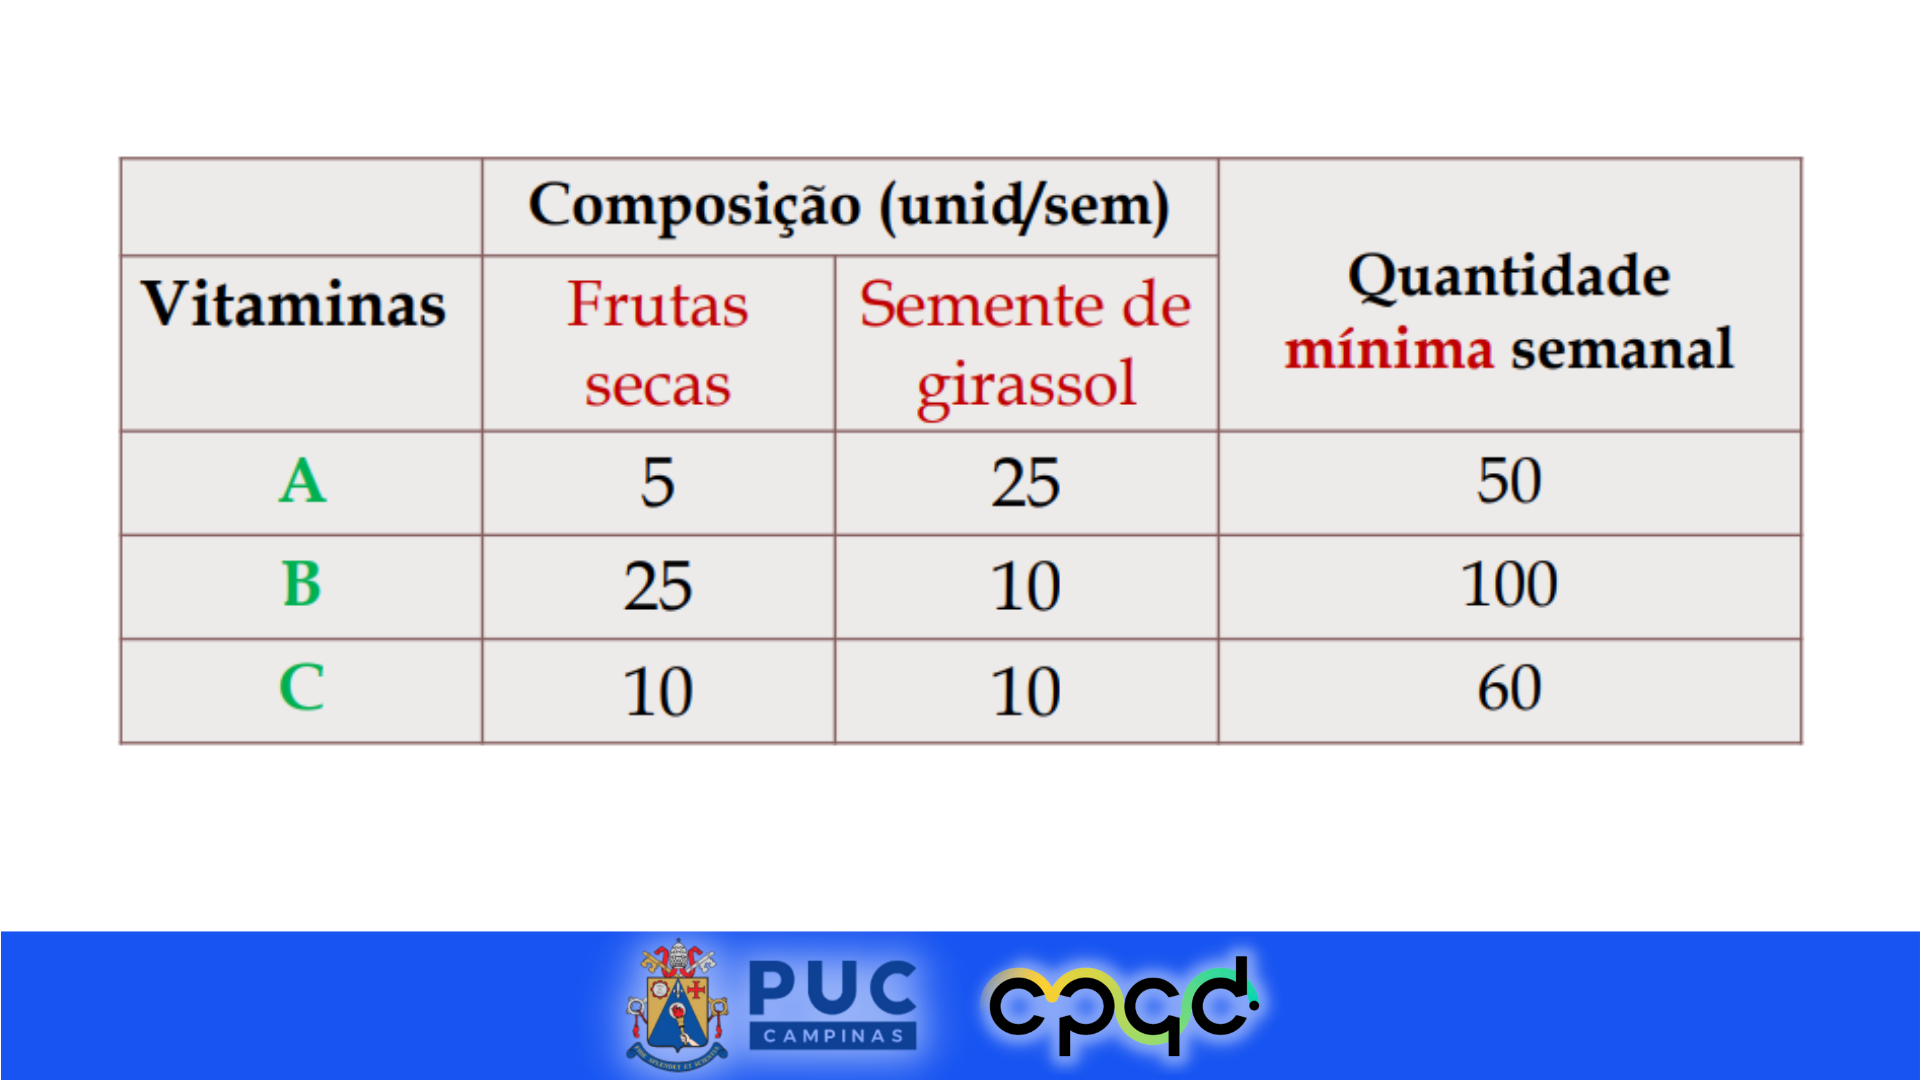 Composição (unid/sem)
Vitaminas
Frutas
secas
Semente de
girassol
Quantidade
mínima semanal
A 5 25 50
B 25 10 100
C 10 10 60
PUC
CAMPINAS
cpqd